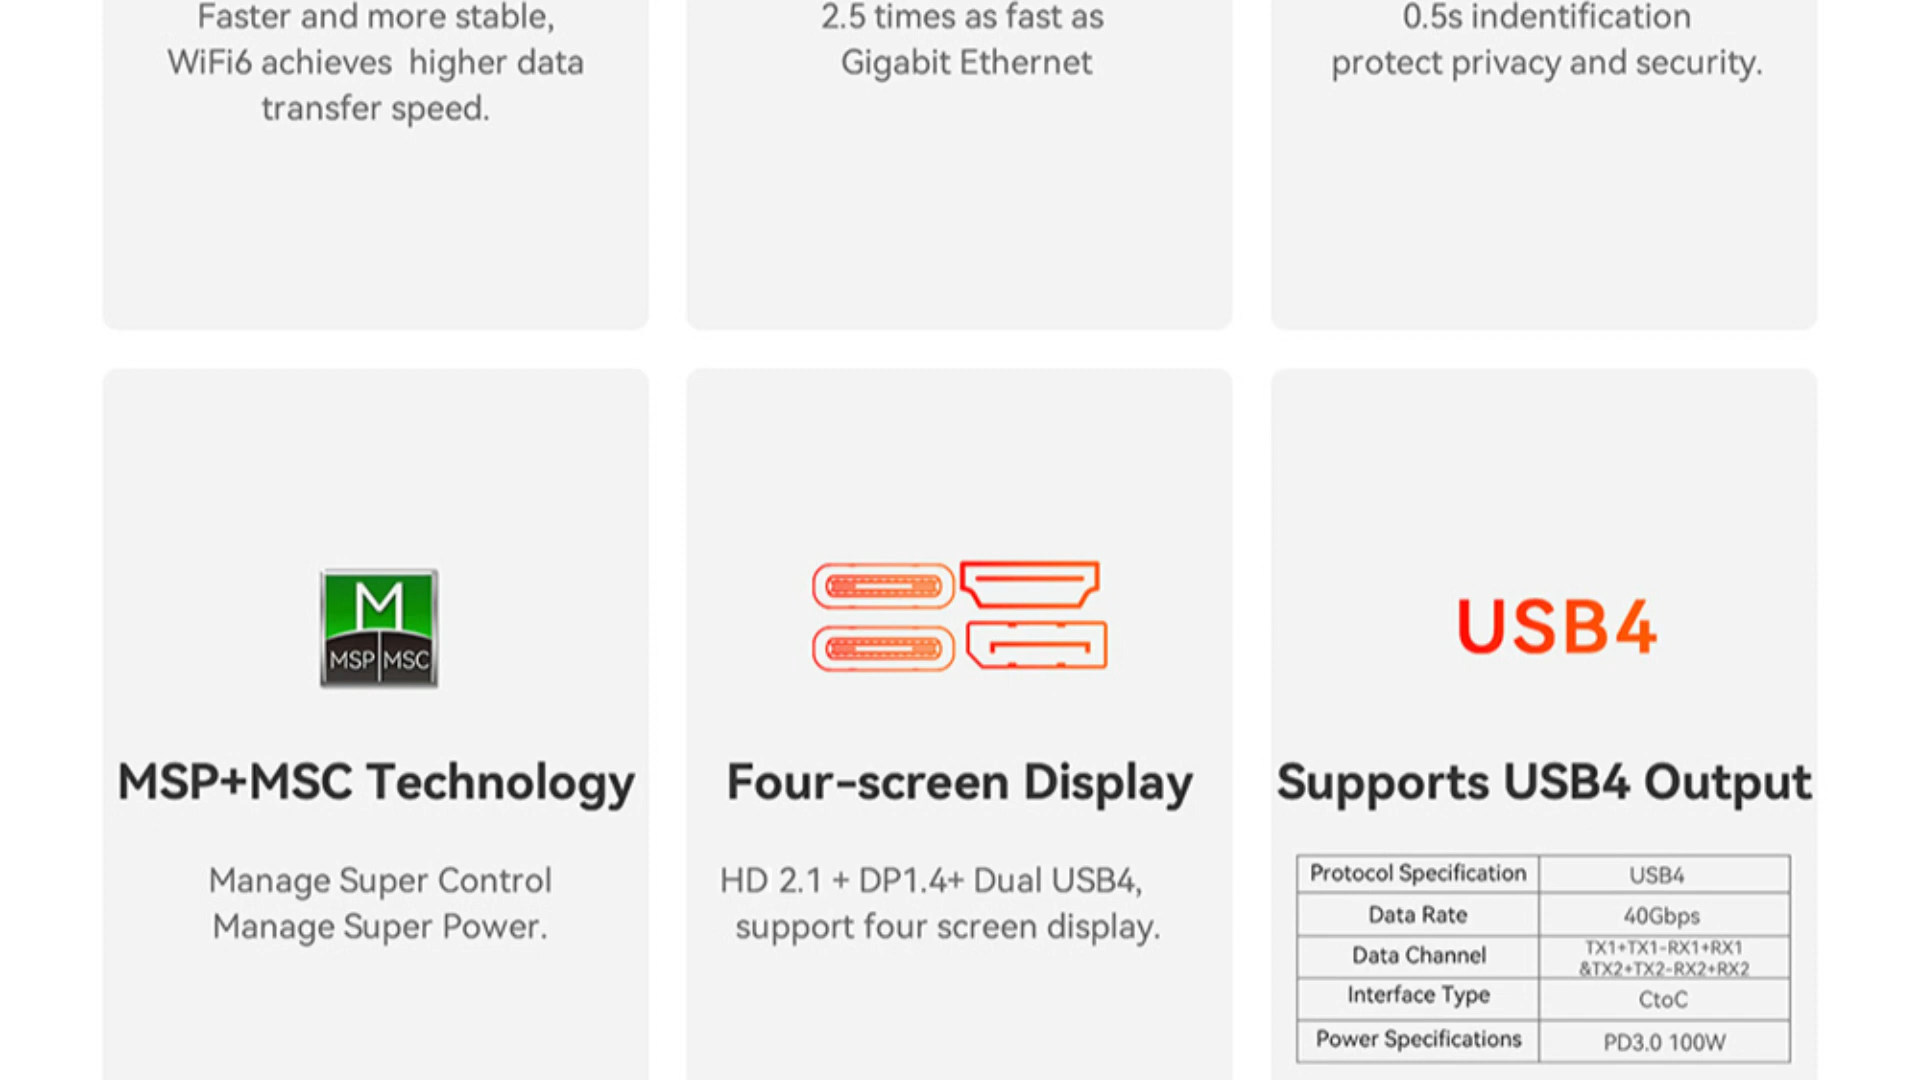 Faster and more stable,
WiFi6 achieves higher data
transfer speed.
2.5 times as fast as
Gigabit Ethernet
0.5s indentification
protect privacy and security.
M
MSP MSC
MSP+MSC Technology
Manage Super Control
Manage Super Power.
Four-screen Display
HD 2.1 + DP1.4+ Dual USB4,
support four screen display.
USB4
Supports USB4 Output
Protocol Specification USB4
Data Rate 40Gbps
Data Channel TX1+TX1-RX1+RX1
&TX2+TX2-RX2+RX2
Interface Type CtoC
Power Specifications PD3.0 100W